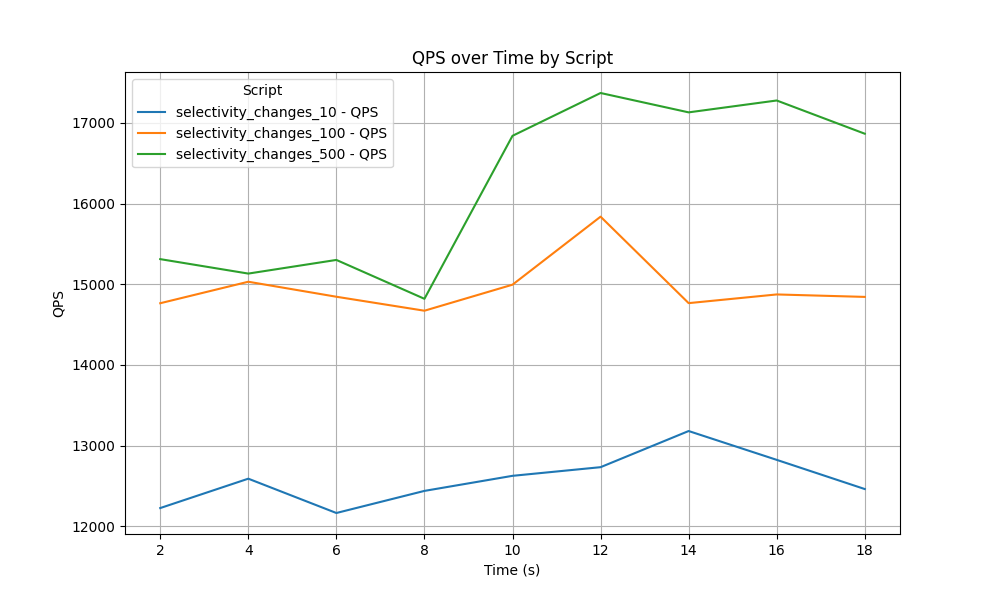 QPS over Time by Script
Script
selectivity_changes_10 - QPS
selectivity_changes_100 - QPS
selectivity_changes_500 - QPS
QPS
17000
16000
15000
14000
13000
12000
2 4 6 8 10 12 14 16 18
Time (s)